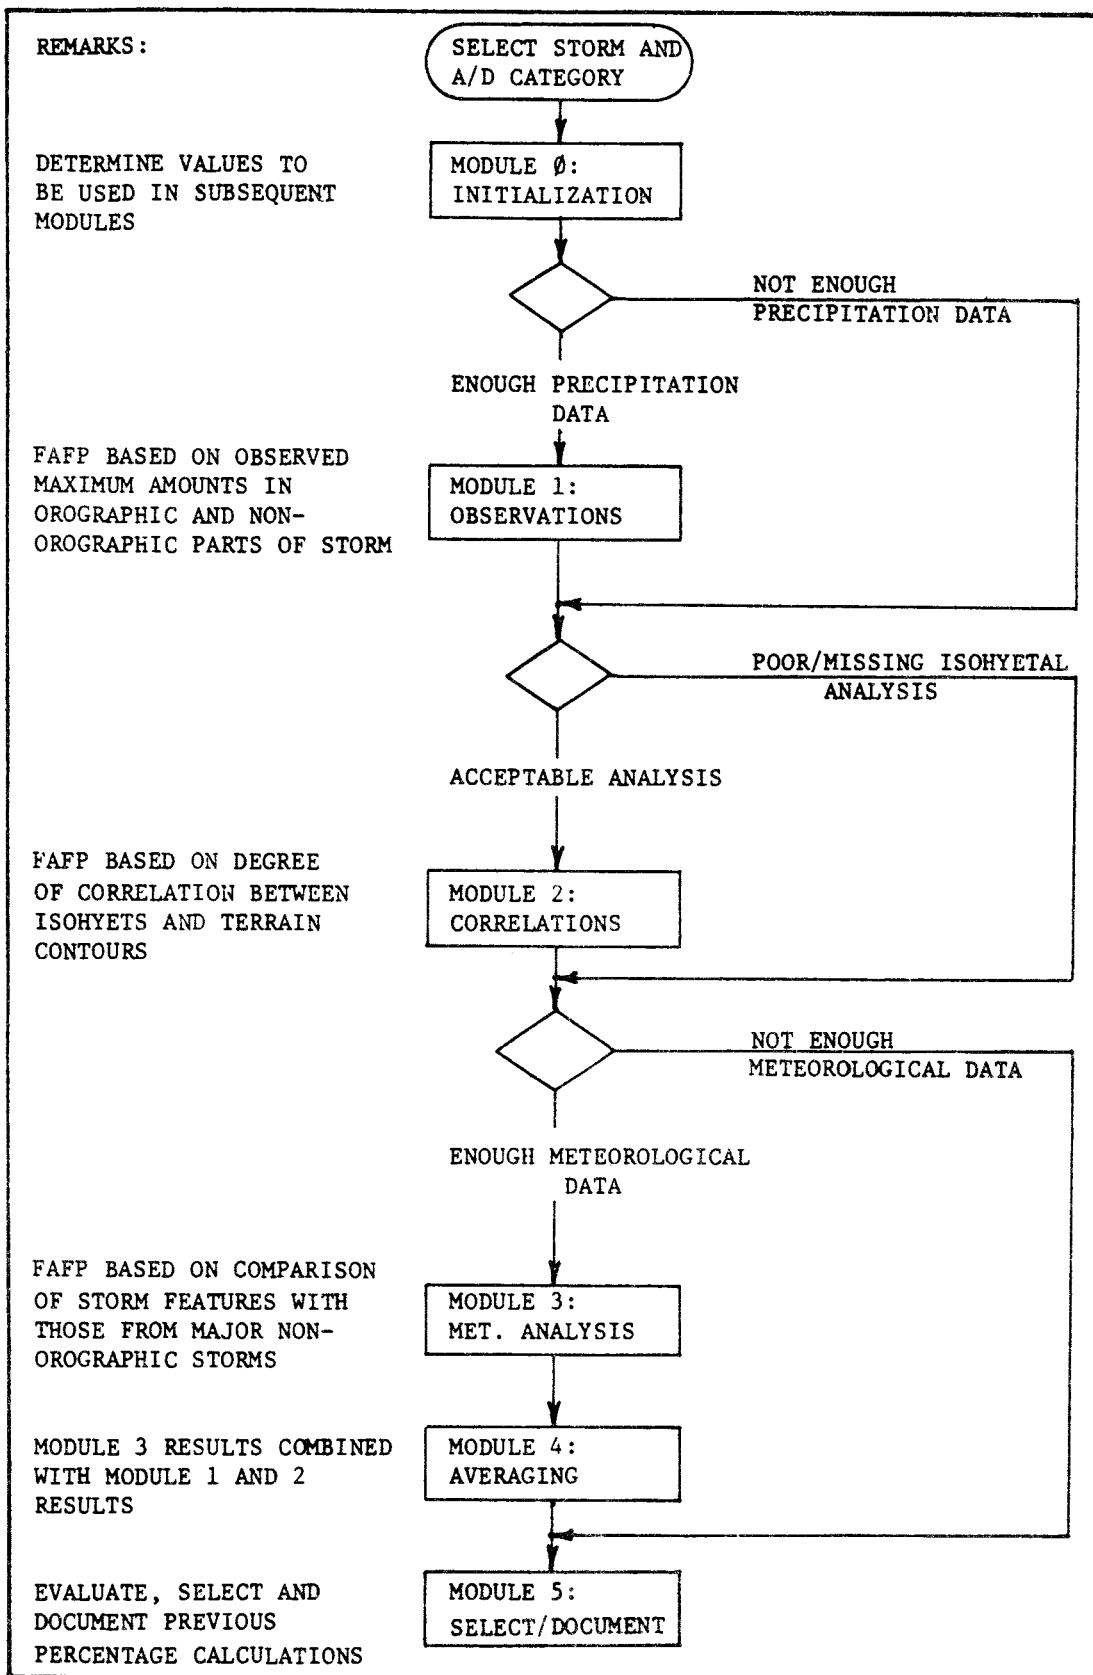 REMARKS:
SELECT STORM AND
A/D CATEGORY
DETERMINE VALUES TO
BE USED IN SUBSEQUENT
MODULES
MODULE Ø:
INITIALIZATION
NOT ENOUGH
PRECIPITATION DATA
ENOUGH PRECIPITATION
DATA
FAFP BASED ON OBSERVED
MAXIMUM AMOUNTS IN
OROGRAPHIC AND NON-
OROGRAPHIC PARTS OF STORM
MODULE 1:
OBSERVATIONS
POOR/MISSING ISOHYETAL
ANALYSIS
ACCEPTABLE ANALYSIS
FAFP BASED ON DEGREE
OF CORRELATION BETWEEN
ISOHYETS AND TERRAIN
CONTOURS
MODULE 2:
CORRELATIONS
NOT ENOUGH
METEOROLOGICAL DATA
ENOUGH METEOROLOGICAL
DATA
FAFP BASED ON COMPARISON
OF STORM FEATURES WITH
THOSE FROM MAJOR NON-
OROGRAPHIC STORMS
MODULE 3:
MET. ANALYSIS
MODULE 3 RESULTS COMBINED
WITH MODULE 1 AND 2
RESULTS
MODULE 4:
AVERAGING
EVALUATE, SELECT AND
DOCUMENT PREVIOUS
PERCENTAGE CALCULATIONS
MODULE 5:
SELECT/DOCUMENT